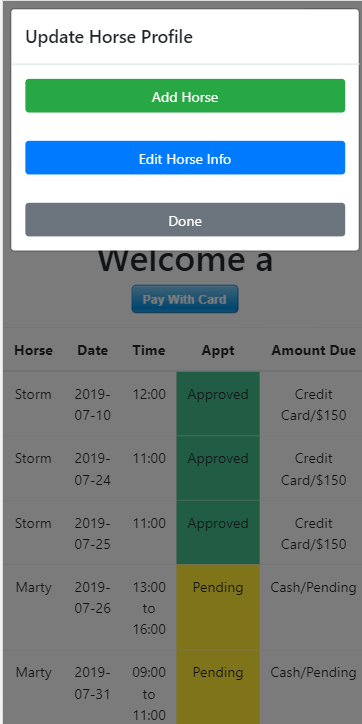 Update Horse Profile
Add Horse
Edit Horse Info
Done
Welcome a
Pay With Card
Horse Date Time Appt Amount Due
Storm 2019- 12:00 Approved Credit
07-10 Card/$150
Storm 2019- 11:00 Approved Credit
07-24 Card/$150
Storm 2019- 11:00 Approved Credit
07-25 Card/$150
Marty 2019- 13:00 Pending Cash/Pending
07-26 to
16:00
Marty 2019- 09:00 Pending Cash/Pending
07-31 to
11:00